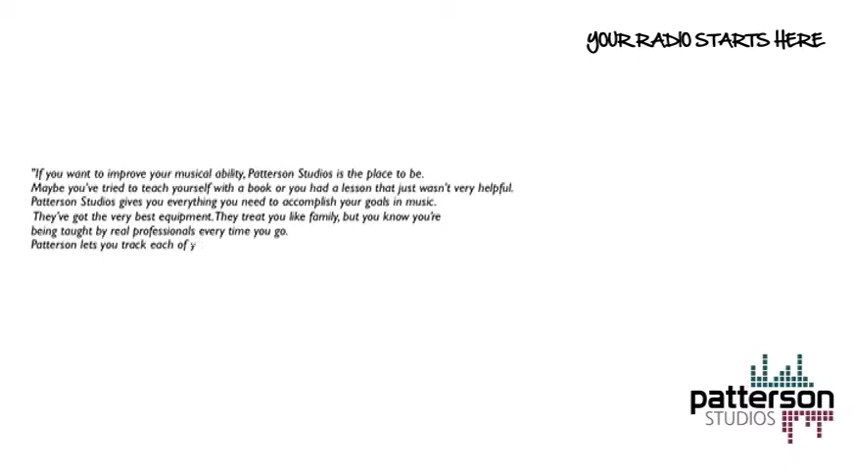 YOUR RADIO STARTS HERE
"If you want to improve your musical ability, Patterson Studios is the place to be.
Maybe you've tried to teach yourself with a book or you had a lesson that just wasn't very helpful.
Patterson Studios gives you everything you need to accomplish your goals in music.
They've got the very best equipment. They treat you like family, but you know you're
being taught by real professionals every time you go.
Patterson lets you track each of y
patterson
STUDIOS